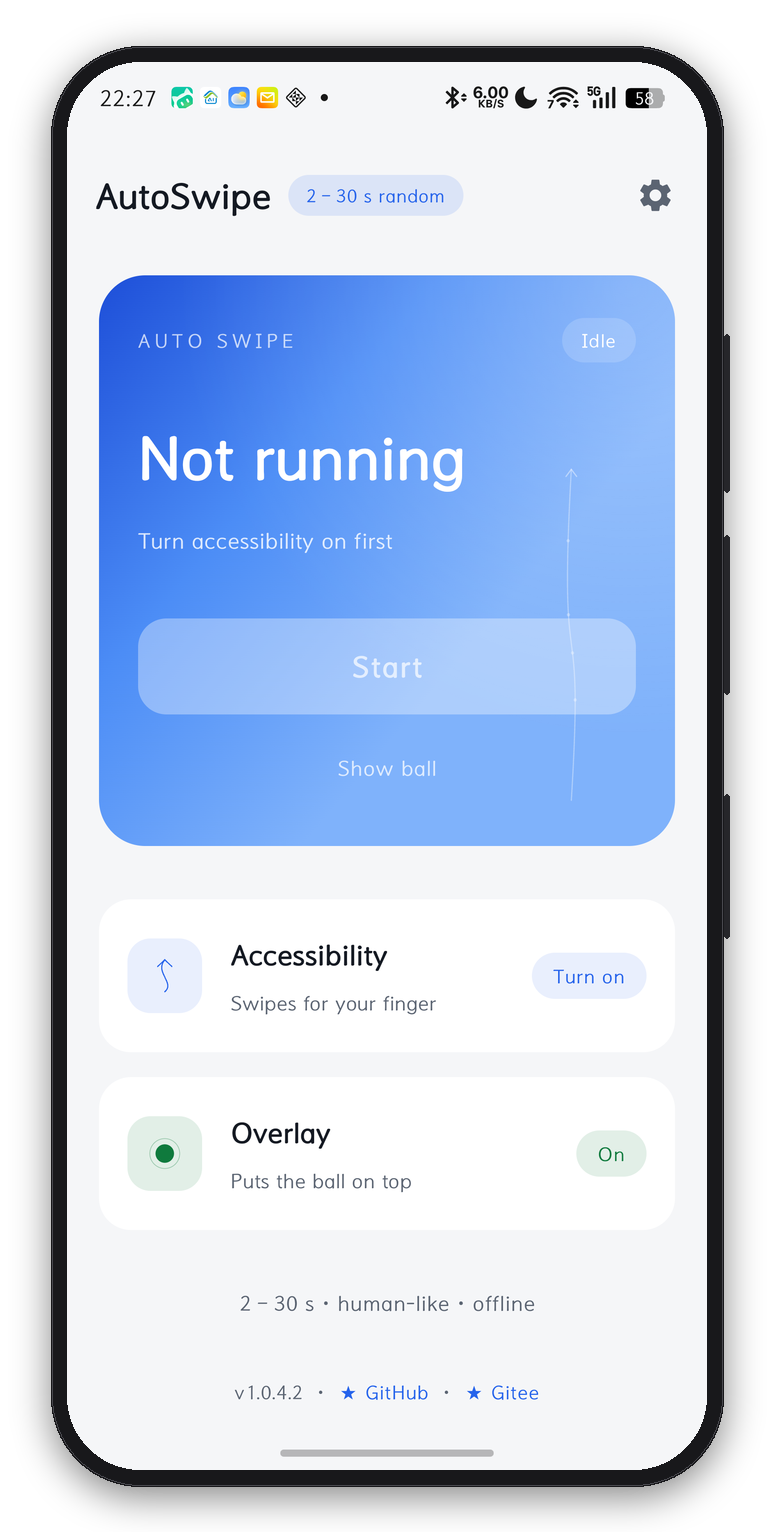 22:27 6.00 KB/S 7 5G 58
AutoSwipe 2 – 30 s random
AUTO SWIPE Idle
Not running
Turn accessibility on first
Start
Show ball
Accessibility
Swipes for your finger
Turn on
Overlay
Puts the ball on top
On
2 – 30 s • human-like • offline
v1.0.4.2 • ★ GitHub • ★ Gitee